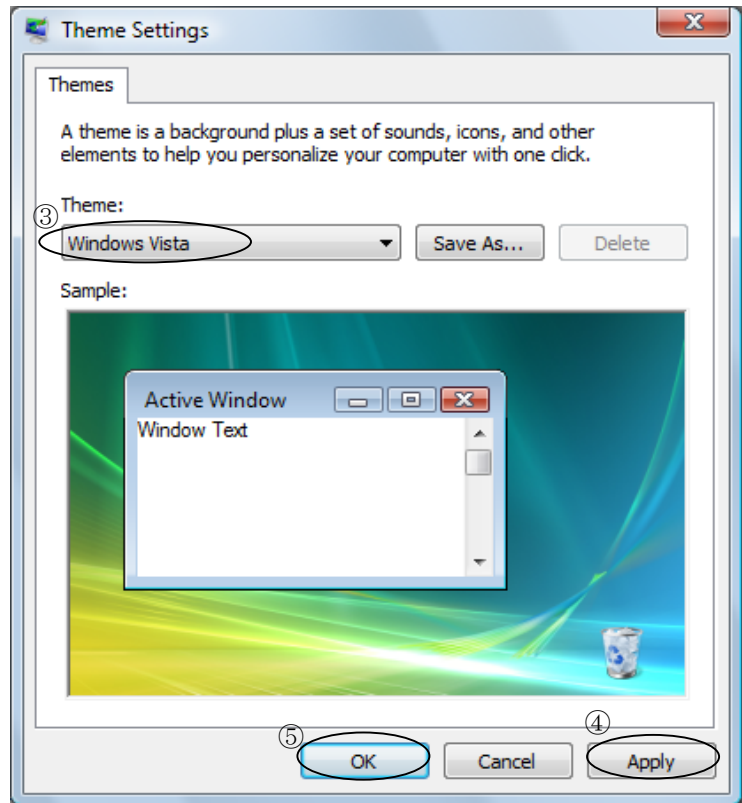 Theme Settings
Themes
A theme is a background plus a set of sounds, icons, and other
elements to help you personalize your computer with one click.
③ Theme:
Windows Vista Save As... Delete
Sample:
Active Window
Window Text
⑤ ④
OK Cancel Apply